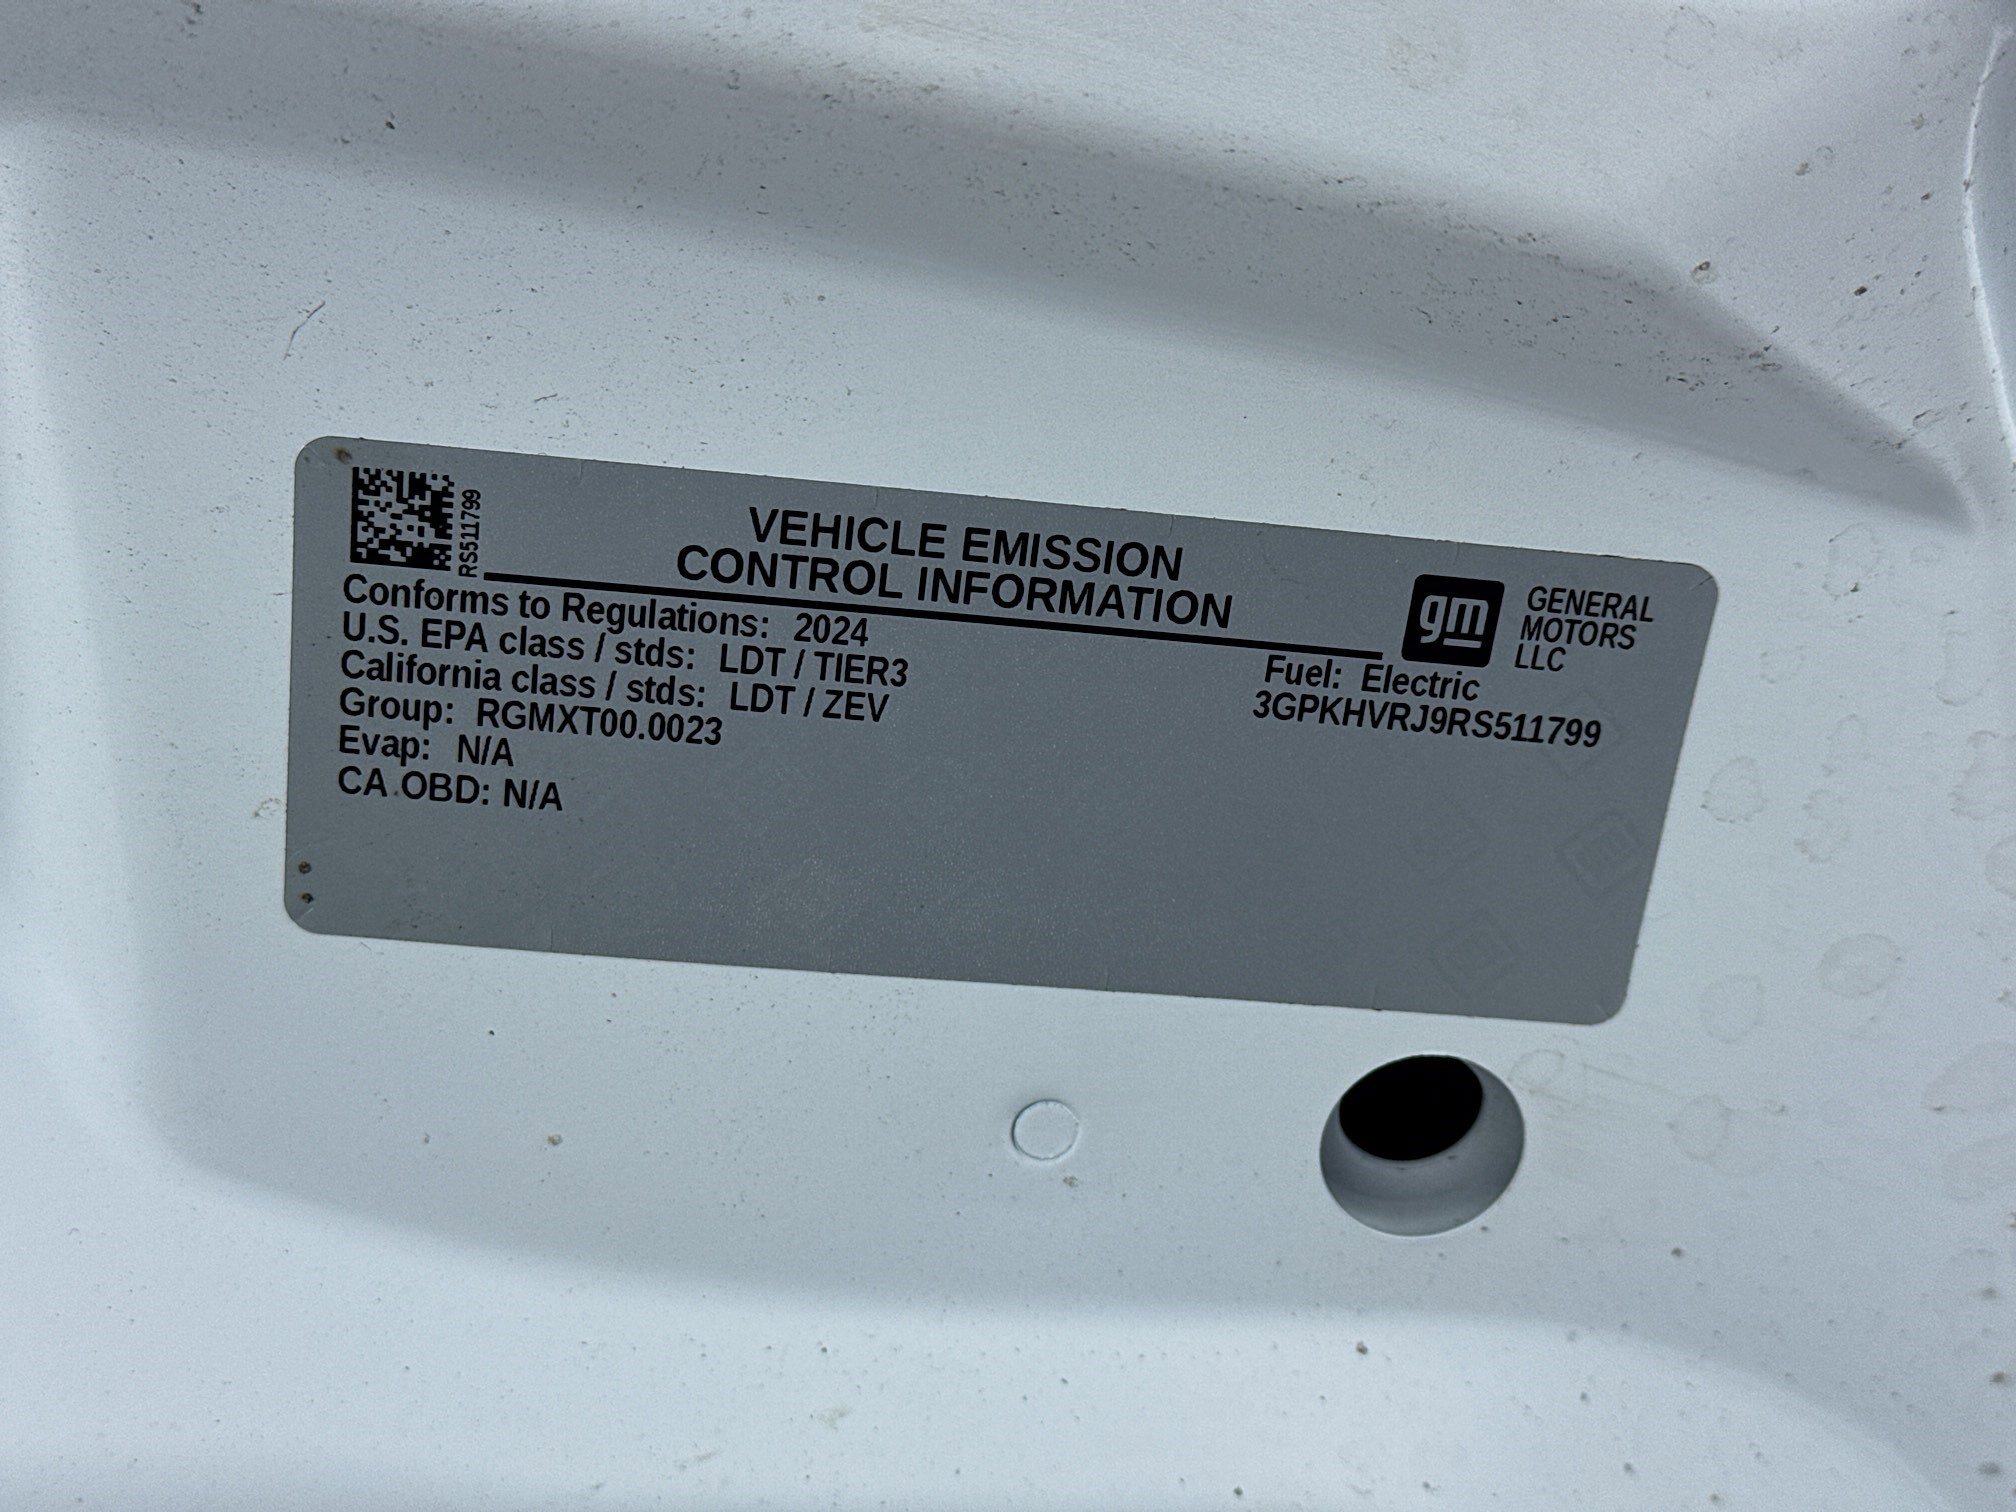 RS511799
VEHICLE EMISSION
CONTROL INFORMATION
gm
GENERAL
MOTORS
LLC
Conforms to Regulations: 2024
U.S. EPA class / stds: LDT / TIER3
California class / stds: LDT / ZEV
Group: RGMXT00.0023
Evap: N/A
CA OBD: N/A
Fuel: Electric
3GPKHVRJ9RS511799